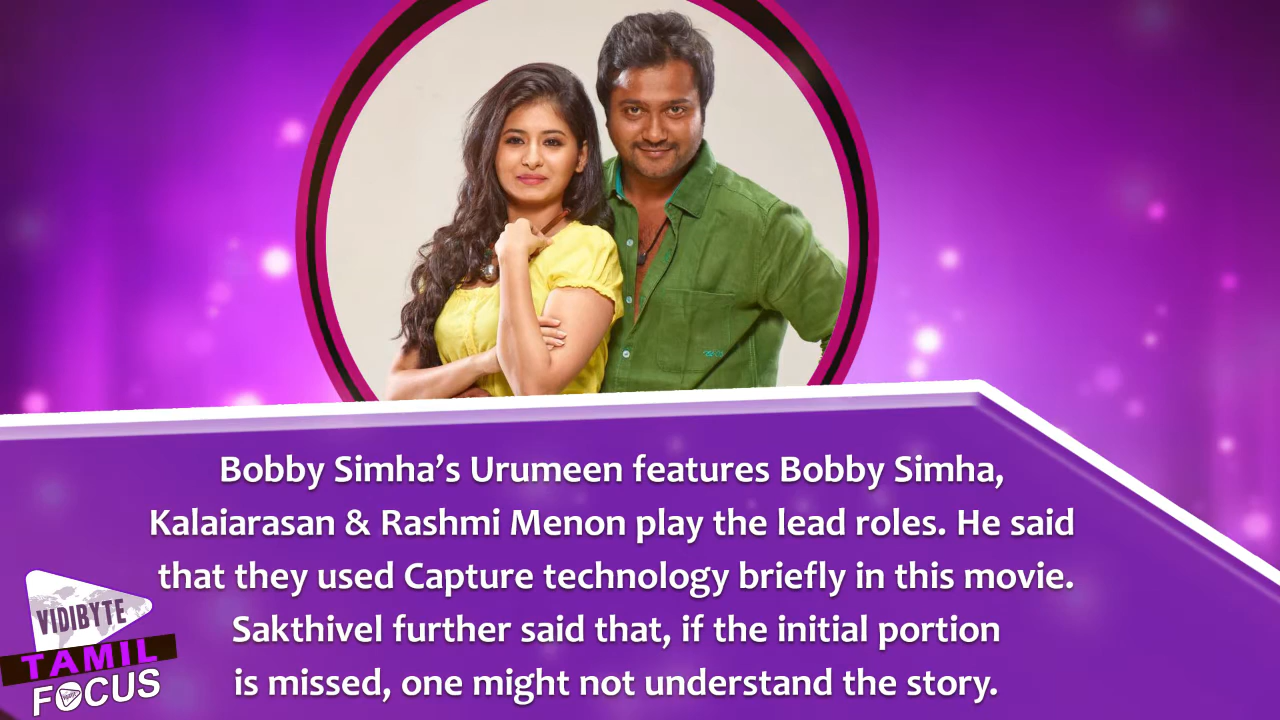 Bobby Simha’s Urumeen features Bobby Simha,
Kalaiarasan & Rashmi Menon play the lead roles. He said
that they used Capture technology briefly in this movie.
Sakthivel further said that, if the initial portion
is missed, one might not understand the story.
VIDIBYTE
TAMIL
FOCUS